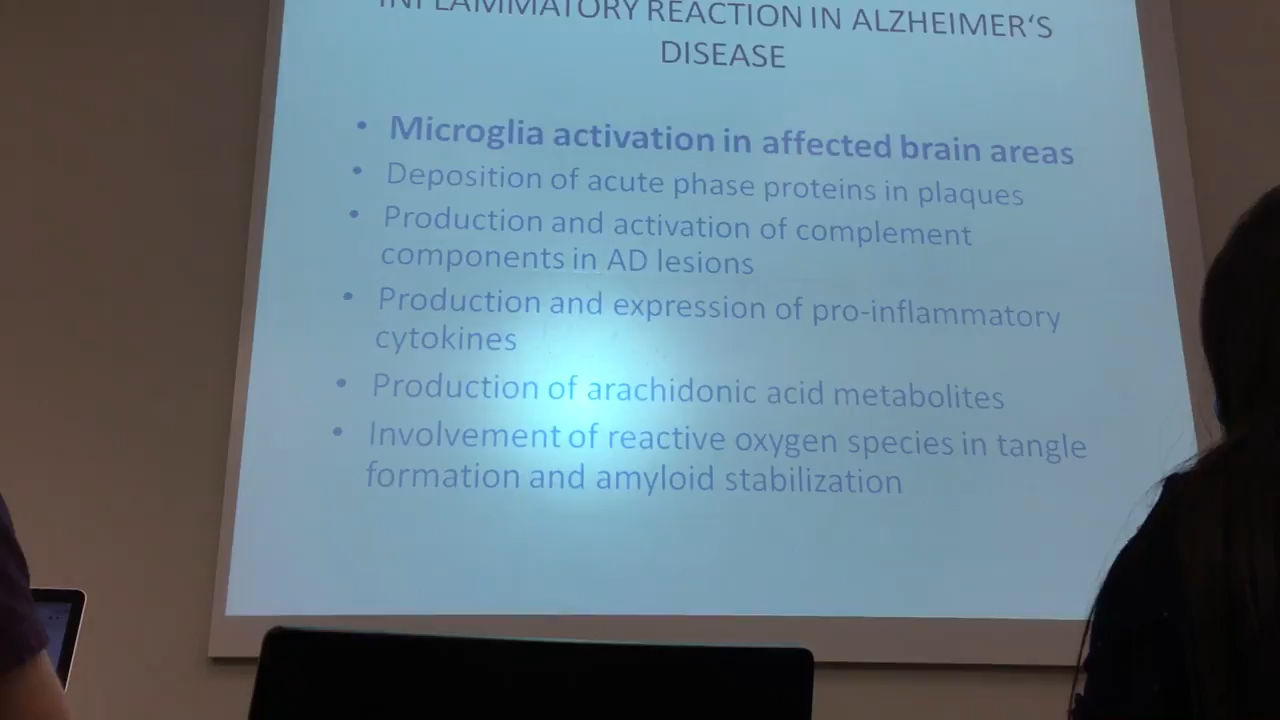 INFLAMMATORY REACTION IN ALZHEIMER‘S
DISEASE
• Microglia activation in affected brain areas
• Deposition of acute phase proteins in plaques
• Production and activation of complement
components in AD lesions
• Production and expression of pro-inflammatory
cytokines
• Production of arachidonic acid metabolites
• Involvement of reactive oxygen species in tangle
formation and amyloid stabilization